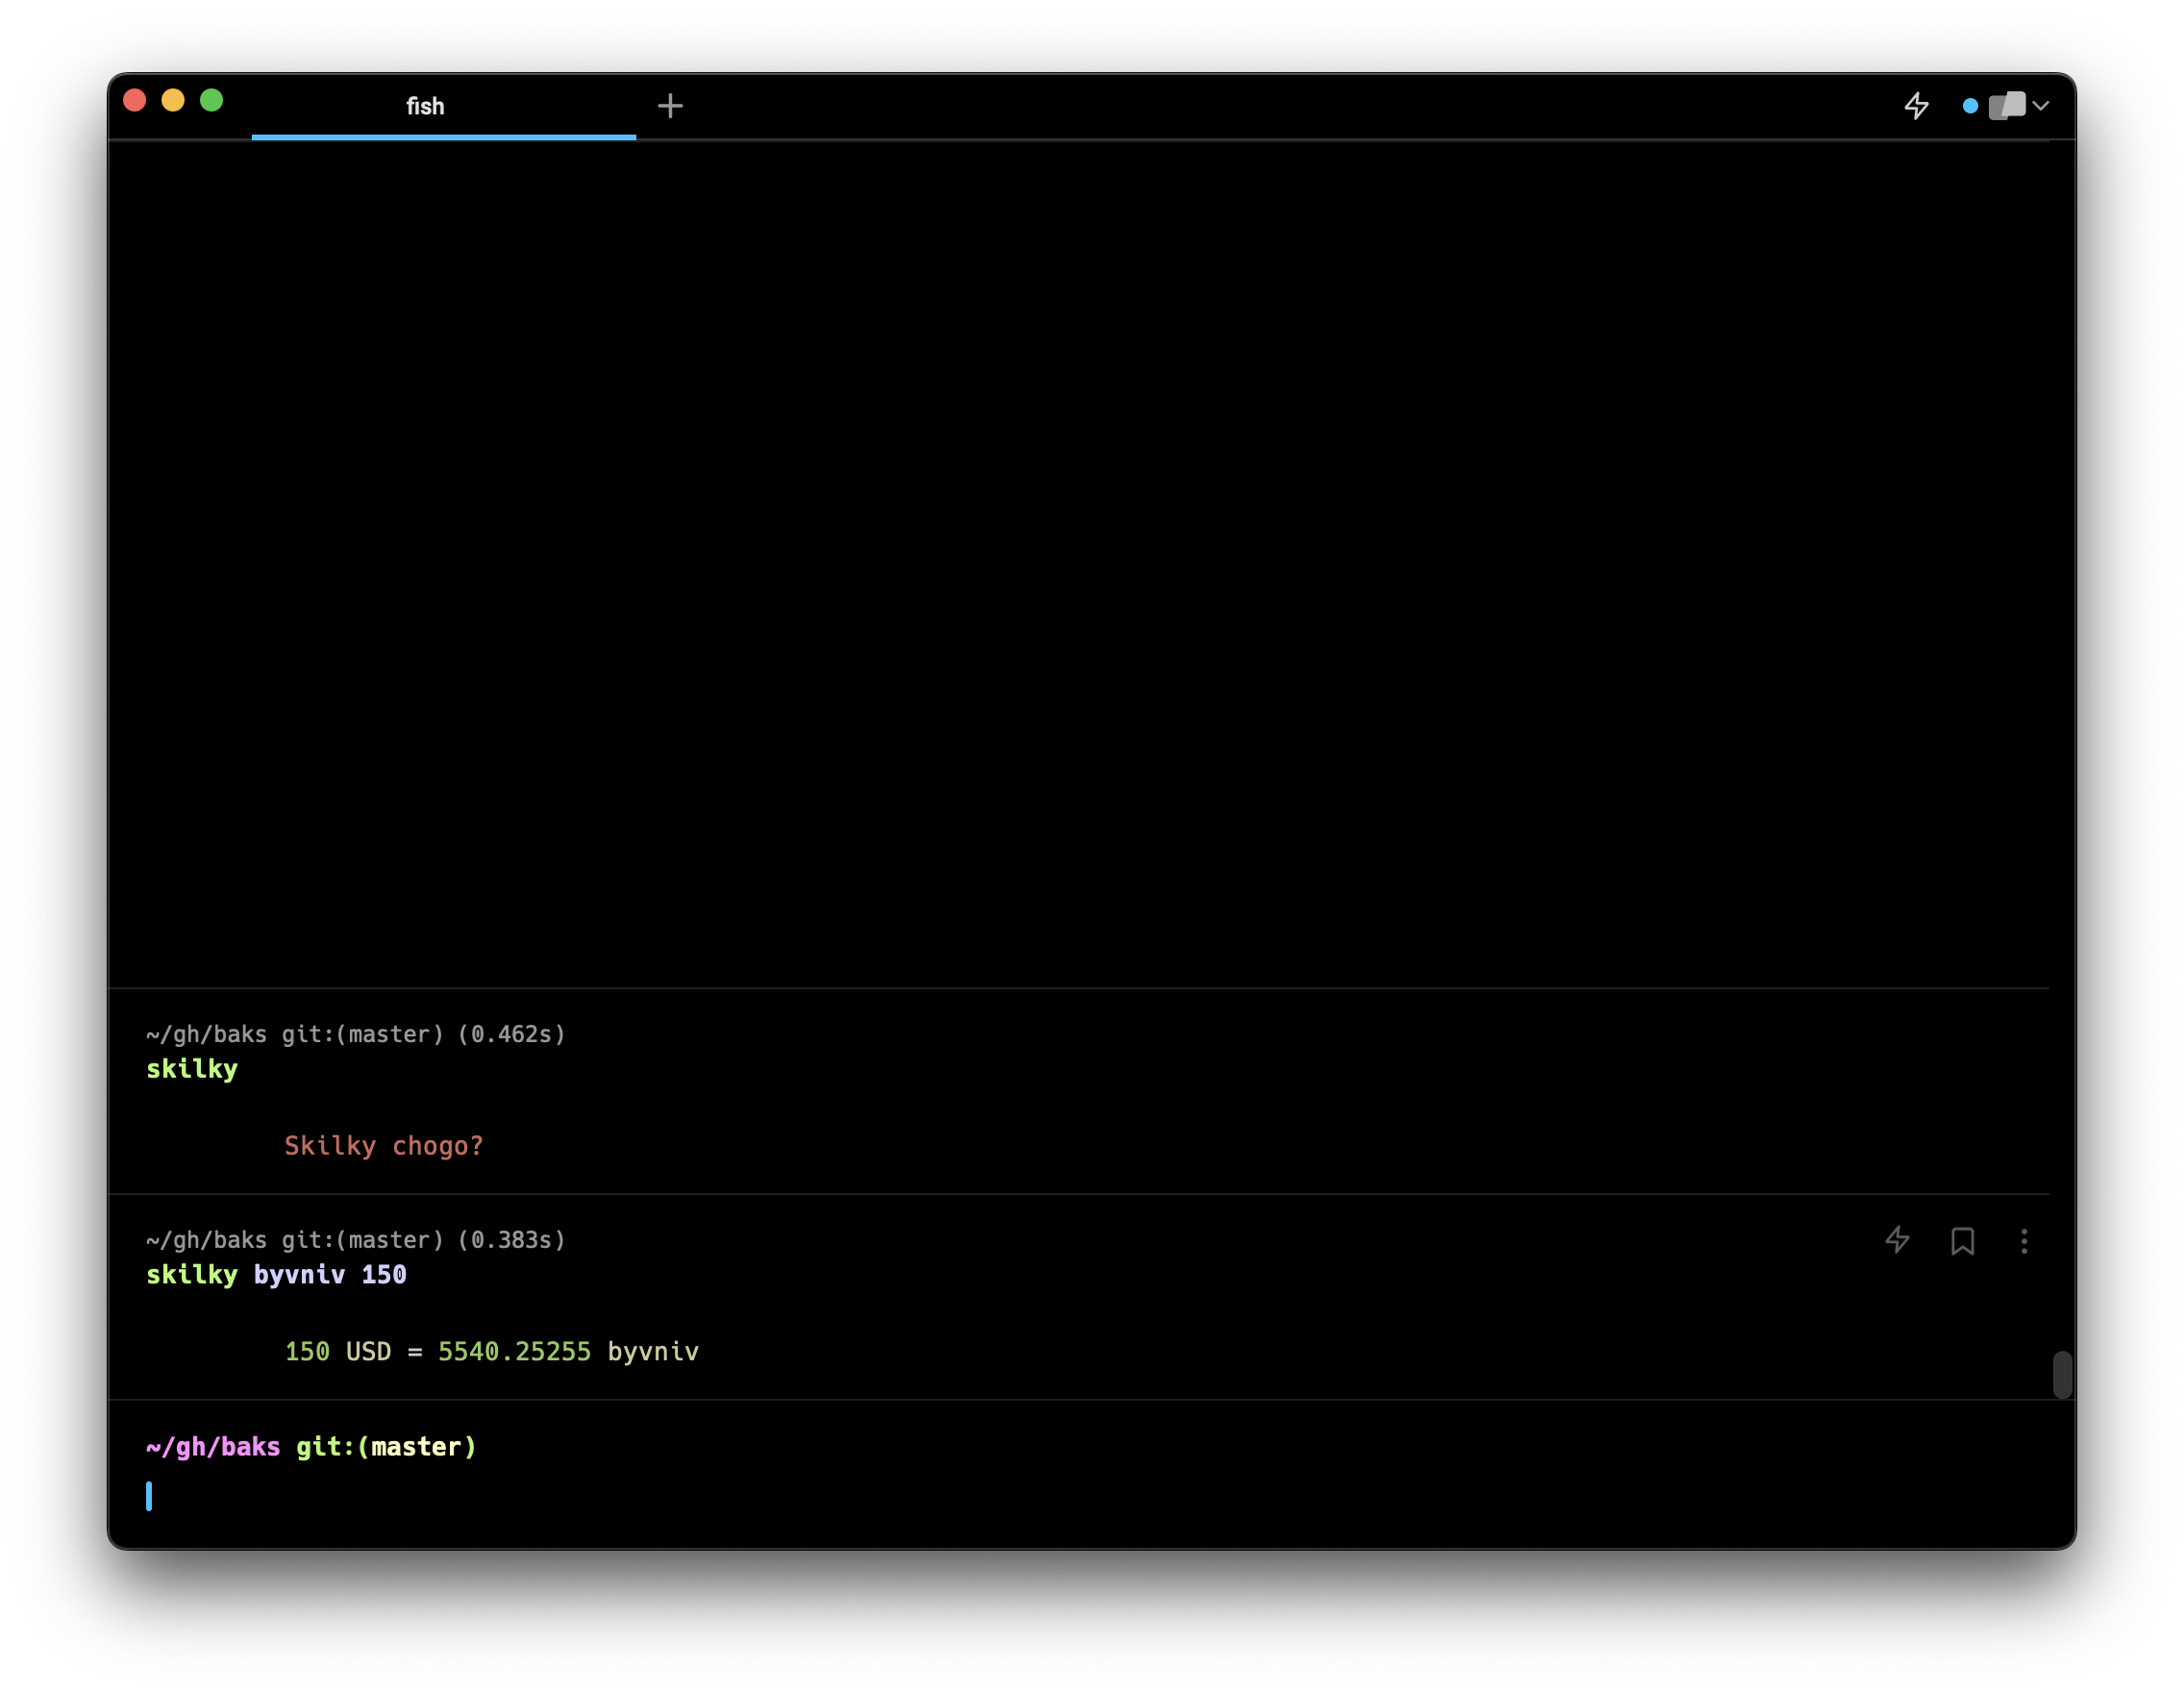 fish
~/gh/baks git:(master) (0.462s)
skilky
Skilky chogo?
~/gh/baks git:(master) (0.383s)
skilky byvniv 150
150 USD = 5540.25255 byvniv
~/gh/baks git:(master)